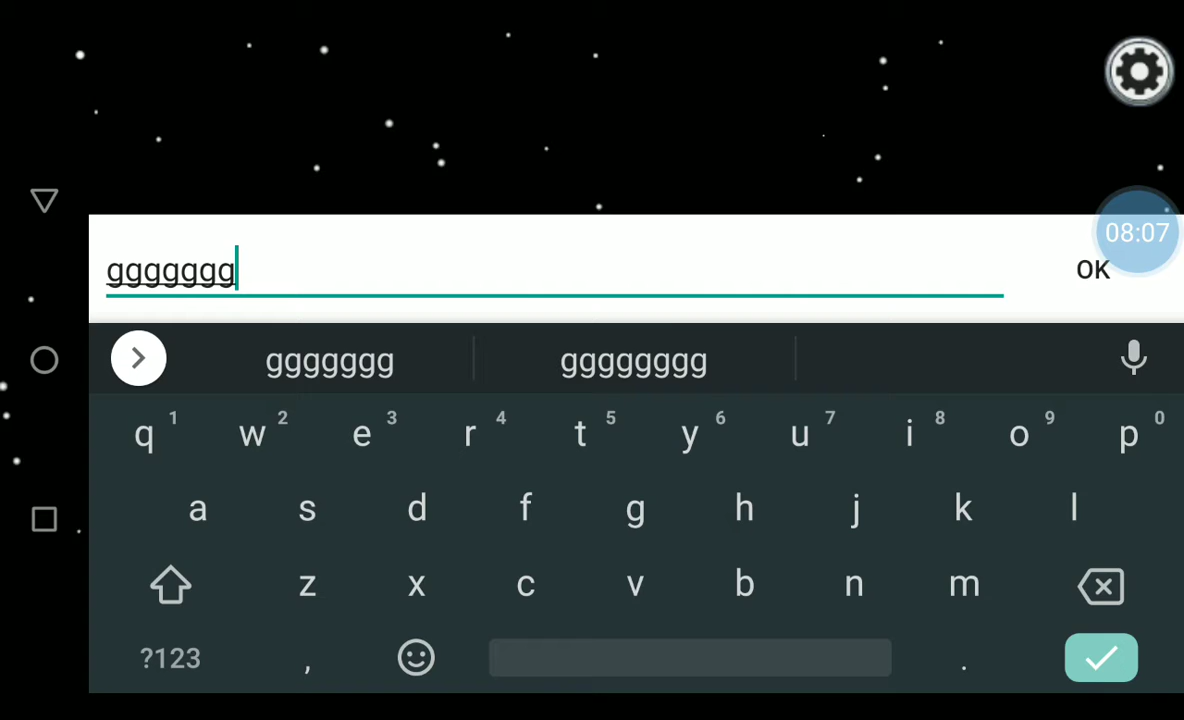 ggggggg
08:07
OK
ggggggg gggggggg
q 1 w 2 e 3 r 4 t 5 y 6 u 7 i 8 o 9 p 0
a s d f g h j k l
z x c v b n m
?123 , .